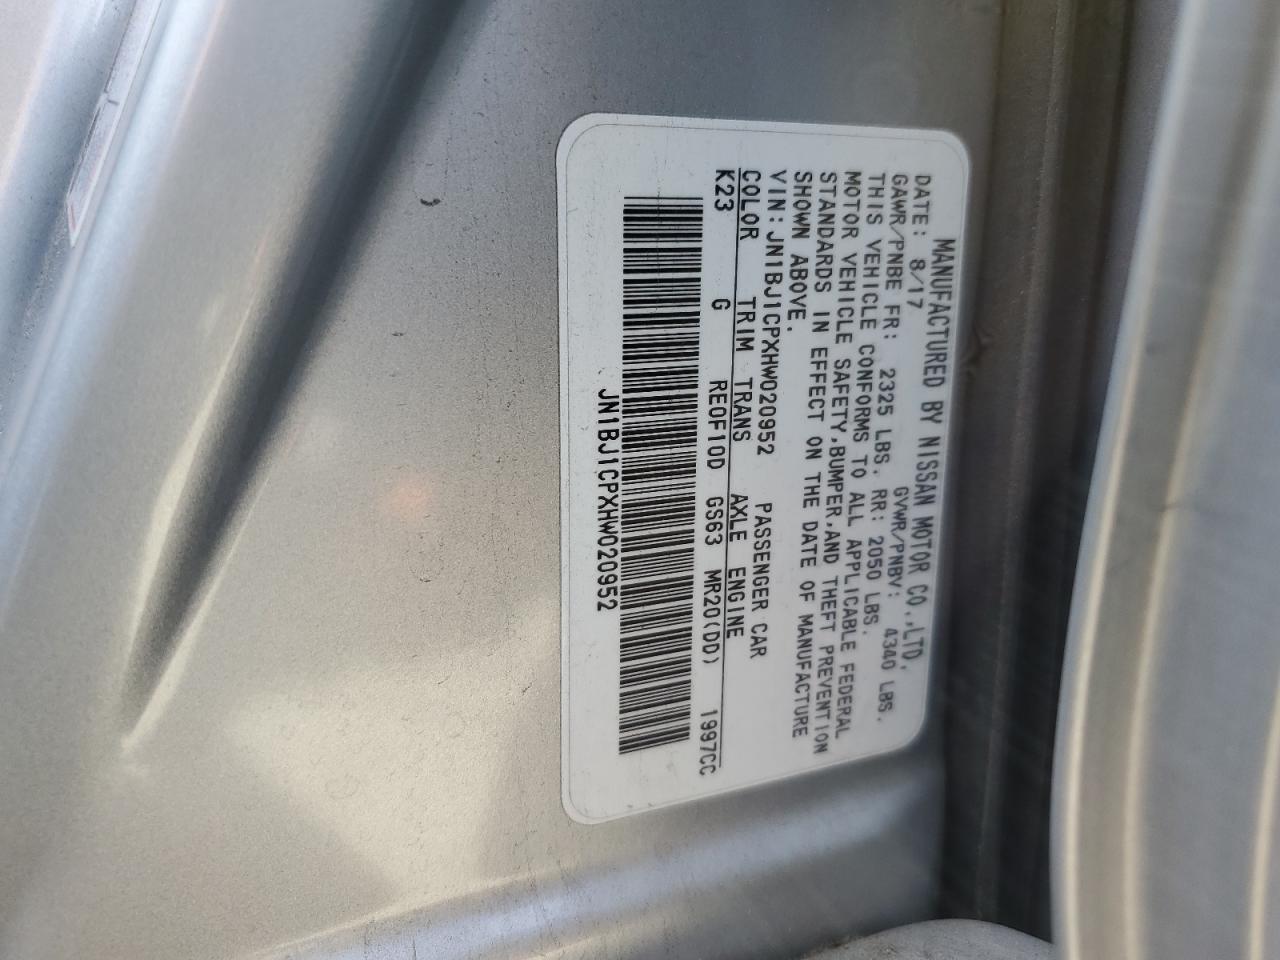 MANUFACTURED BY NISSAN MOTOR CO.,LTD.
DATE: 8/17 GVWR/PNBV: 4340 LBS.
GAWR/PNBE FR: 2325 LBS. RR: 2050 LBS.
THIS VEHICLE CONFORMS TO ALL APPLICABLE FEDERAL
MOTOR VEHICLE SAFETY,BUMPER,AND THEFT PREVENTION
STANDARDS IN EFFECT ON THE DATE OF MANUFACTURE
SHOWN ABOVE.
VIN:JN1BJ1CPXHW020952 PASSENGER CAR
COLOR TRIM TRANS AXLE ENGINE
K23 G RE0F10D GS63 MR20(DD) 1997CC
JN1BJ1CPXHW020952